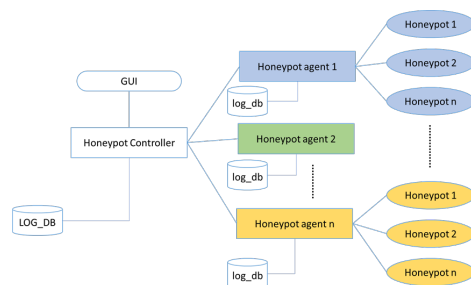 Honeypot 1
Honeypot agent 1
Honeypot 2
GUI
log_db
Honeypot n
Honeypot Controller
Honeypot agent 2
log_db
Honeypot 1
LOG_DB
Honeypot agent n
Honeypot 2
log_db
Honeypot n